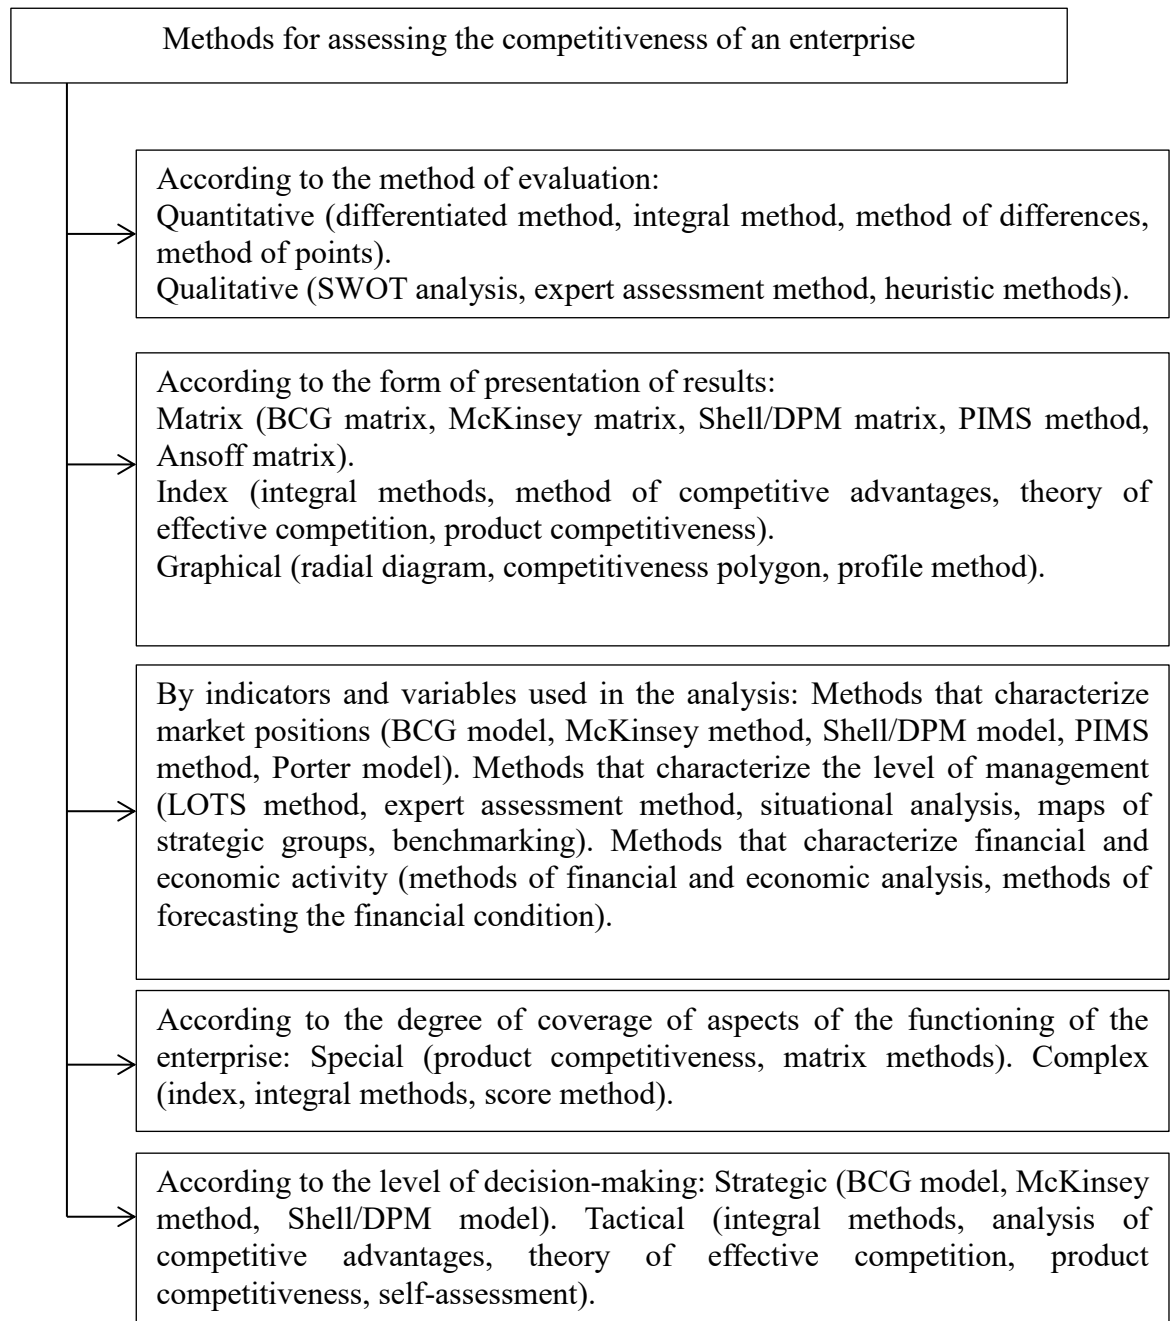 Methods for assessing the competitiveness of an enterprise
According to the method of evaluation:
Quantitative (differentiated method, integral method, method of differences,
method of points).
Qualitative (SWOT analysis, expert assessment method, heuristic methods).
According to the form of presentation of results:
Matrix (BCG matrix, McKinsey matrix, Shell/DPM matrix, PIMS method,
Ansoff matrix).
Index (integral methods, method of competitive advantages, theory of
effective competition, product competitiveness).
Graphical (radial diagram, competitiveness polygon, profile method).
By indicators and variables used in the analysis: Methods that characterize
market positions (BCG model, McKinsey method, Shell/DPM model, PIMS
method, Porter model). Methods that characterize the level of management
(LOTS method, expert assessment method, situational analysis, maps of
strategic groups, benchmarking). Methods that characterize financial and
economic activity (methods of financial and economic analysis, methods of
forecasting the financial condition).
According to the degree of coverage of aspects of the functioning of the
enterprise: Special (product competitiveness, matrix methods). Complex
(index, integral methods, score method).
According to the level of decision-making: Strategic (BCG model, McKinsey
method, Shell/DPM model). Tactical (integral methods, analysis of
competitive advantages, theory of effective competition, product
competitiveness, self-assessment).